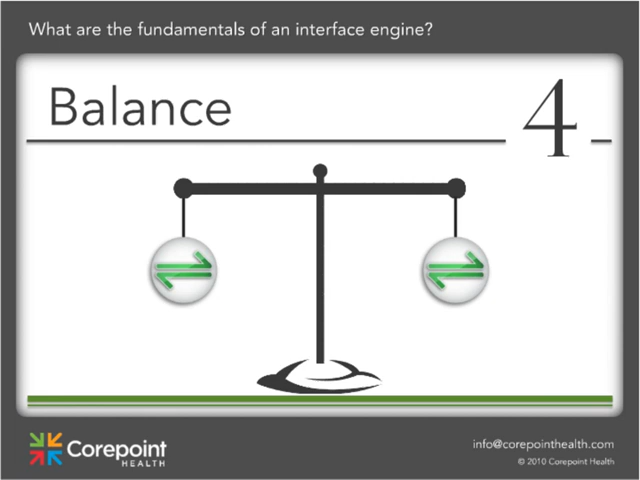 What are the fundamentals of an interface engine?
Balance
4
Corepoint
HEALTH
info@corepointhealth.com
© 2010 Corepoint Health